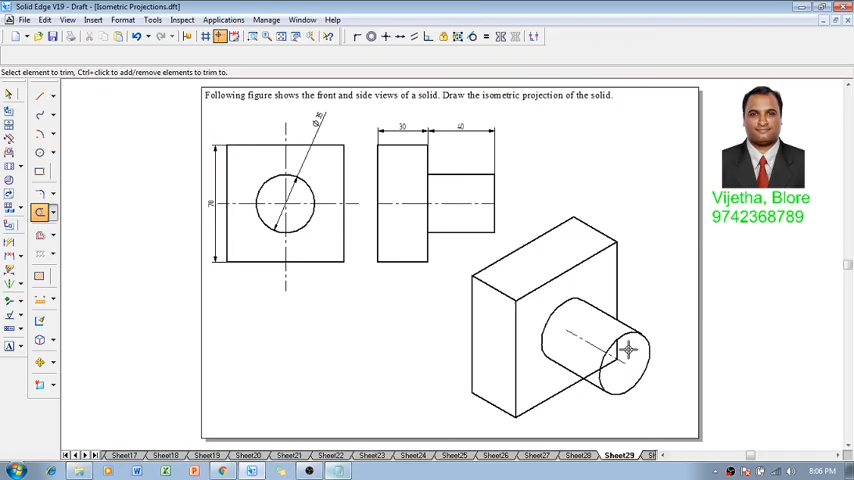 Solid Edge V19 - Draft - [Isometric Projections.dft]
File Edit View Insert Format Tools Inspect Applications Manage Window Help
Select element to trim, Ctrl+click to add/remove elements to trim to.
Following figure shows the front and side views of a solid. Draw the isometric projection of the solid.
30
40
70
Vijetha, Blore
9742368789
Sheet17 Sheet18 Sheet19 Sheet20 Sheet21 Sheet22 Sheet23 Sheet24 Sheet25 Sheet26 Sheet27 Sheet28 Sheet29
8:06 PM